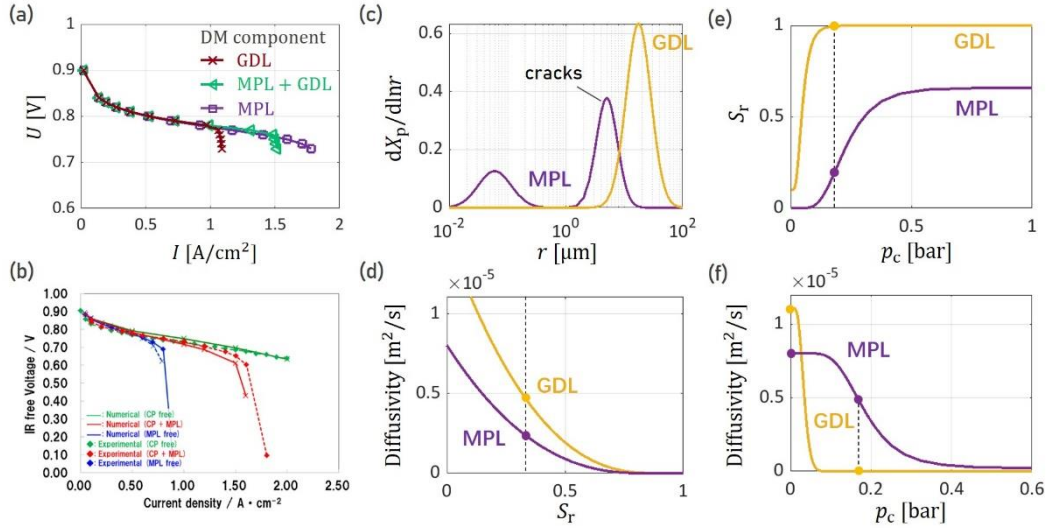 (a)
1
0.9
0.8
0.7
0.6
U [V]
DM component
GDL
MPL + GDL
MPL
0
0.5
1
1.5
2
I [A/cm²]
(c)
0.6
0.4
0.2
0
dXₚ/dlnr
cracks
GDL
MPL
10⁻²
10⁰
10²
r [μm]
(e)
1
0.5
0
Sᵣ
GDL
MPL
0
0.5
1
p_c [bar]
(b)
1.00
0.90
0.80
0.70
0.60
0.50
0.40
0.30
0.20
0.10
0.00
IR free Voltage / V
: Numerical (CP free)
: Numerical (CP + MPL)
: Numerical (MPL free)
: Experimental (CP free)
: Experimental (CP + MPL)
: Experimental (MPL free)
0.00
0.50
1.00
1.50
2.00
2.50
Current density / A・cm⁻²
(d)
×10⁻⁵
1
0.5
0
Diffusivity [m²/s]
GDL
MPL
0
0.5
1
Sᵣ
(f)
×10⁻⁵
1
0.5
0
Diffusivity [m²/s]
MPL
GDL
0
0.2
0.4
0.6
p_c [bar]